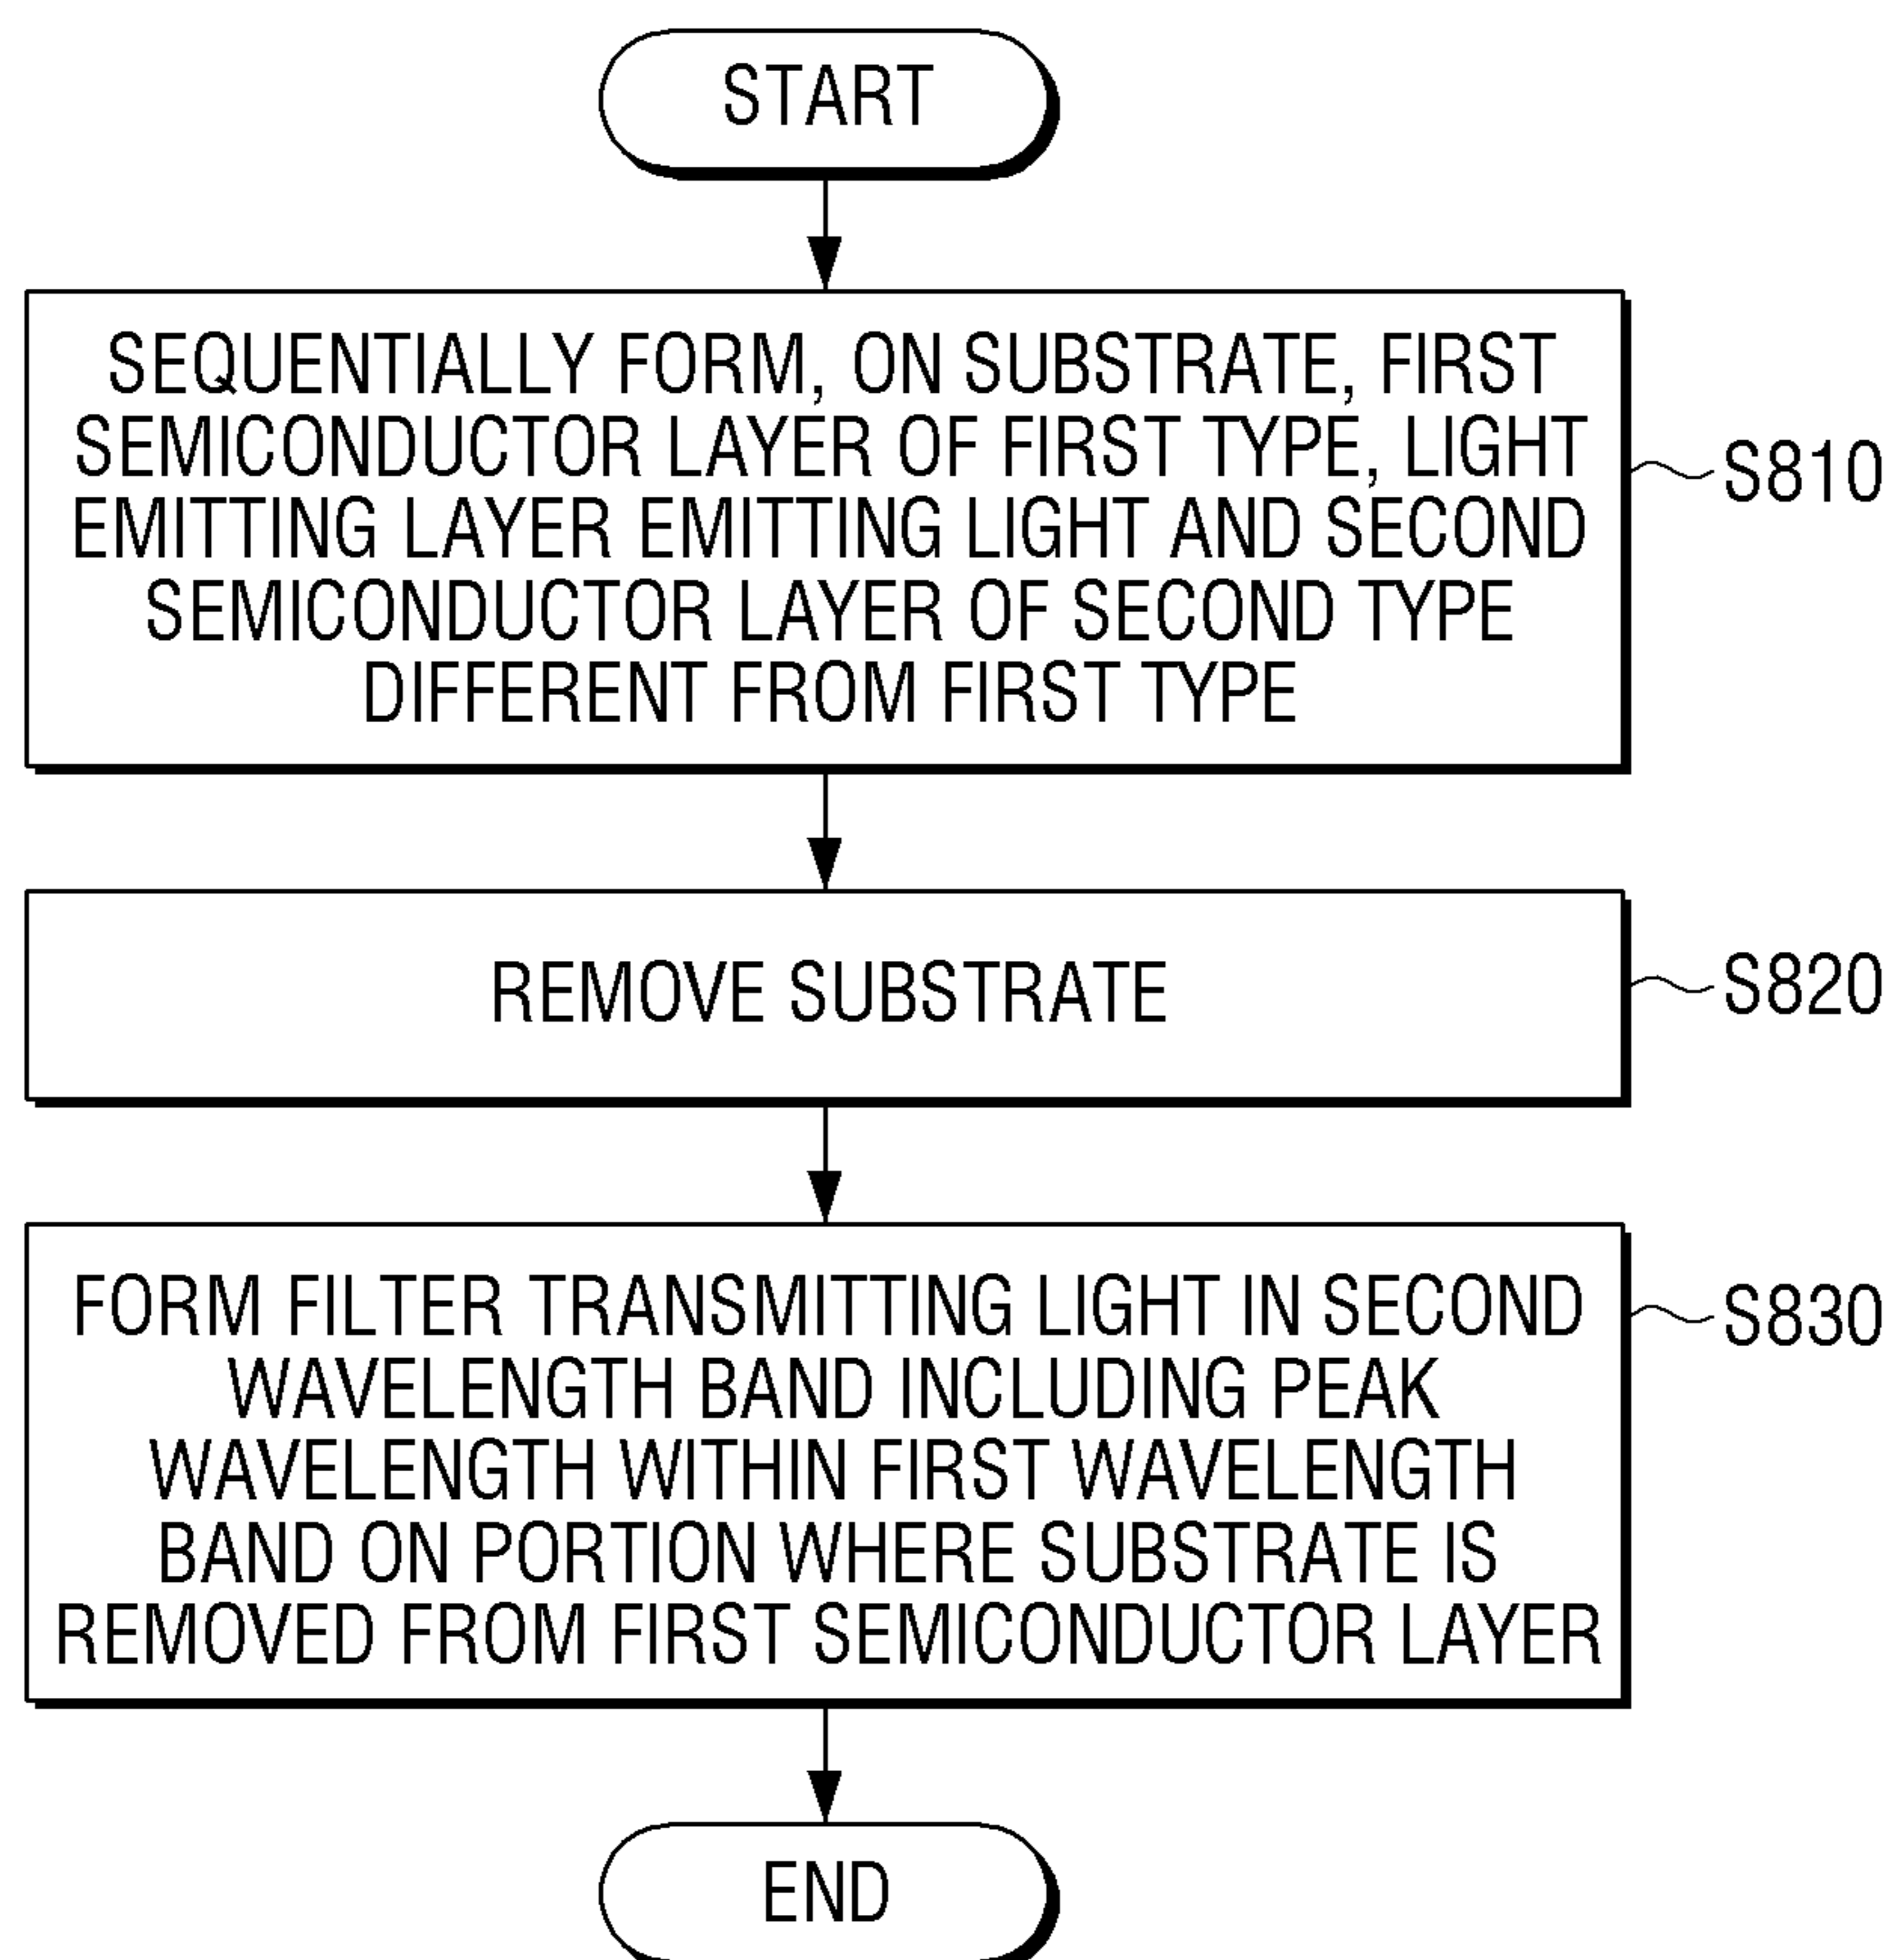 START
SEQUENTIALLY FORM, ON SUBSTRATE, FIRST
SEMICONDUCTOR LAYER OF FIRST TYPE, LIGHT
EMITTING LAYER EMITTING LIGHT AND SECOND
SEMICONDUCTOR LAYER OF SECOND TYPE
DIFFERENT FROM FIRST TYPE
S810
REMOVE SUBSTRATE
S820
FORM FILTER TRANSMITTING LIGHT IN SECOND
WAVELENGTH BAND INCLUDING PEAK
WAVELENGTH WITHIN FIRST WAVELENGTH
BAND ON PORTION WHERE SUBSTRATE IS
REMOVED FROM FIRST SEMICONDUCTOR LAYER
S830
END